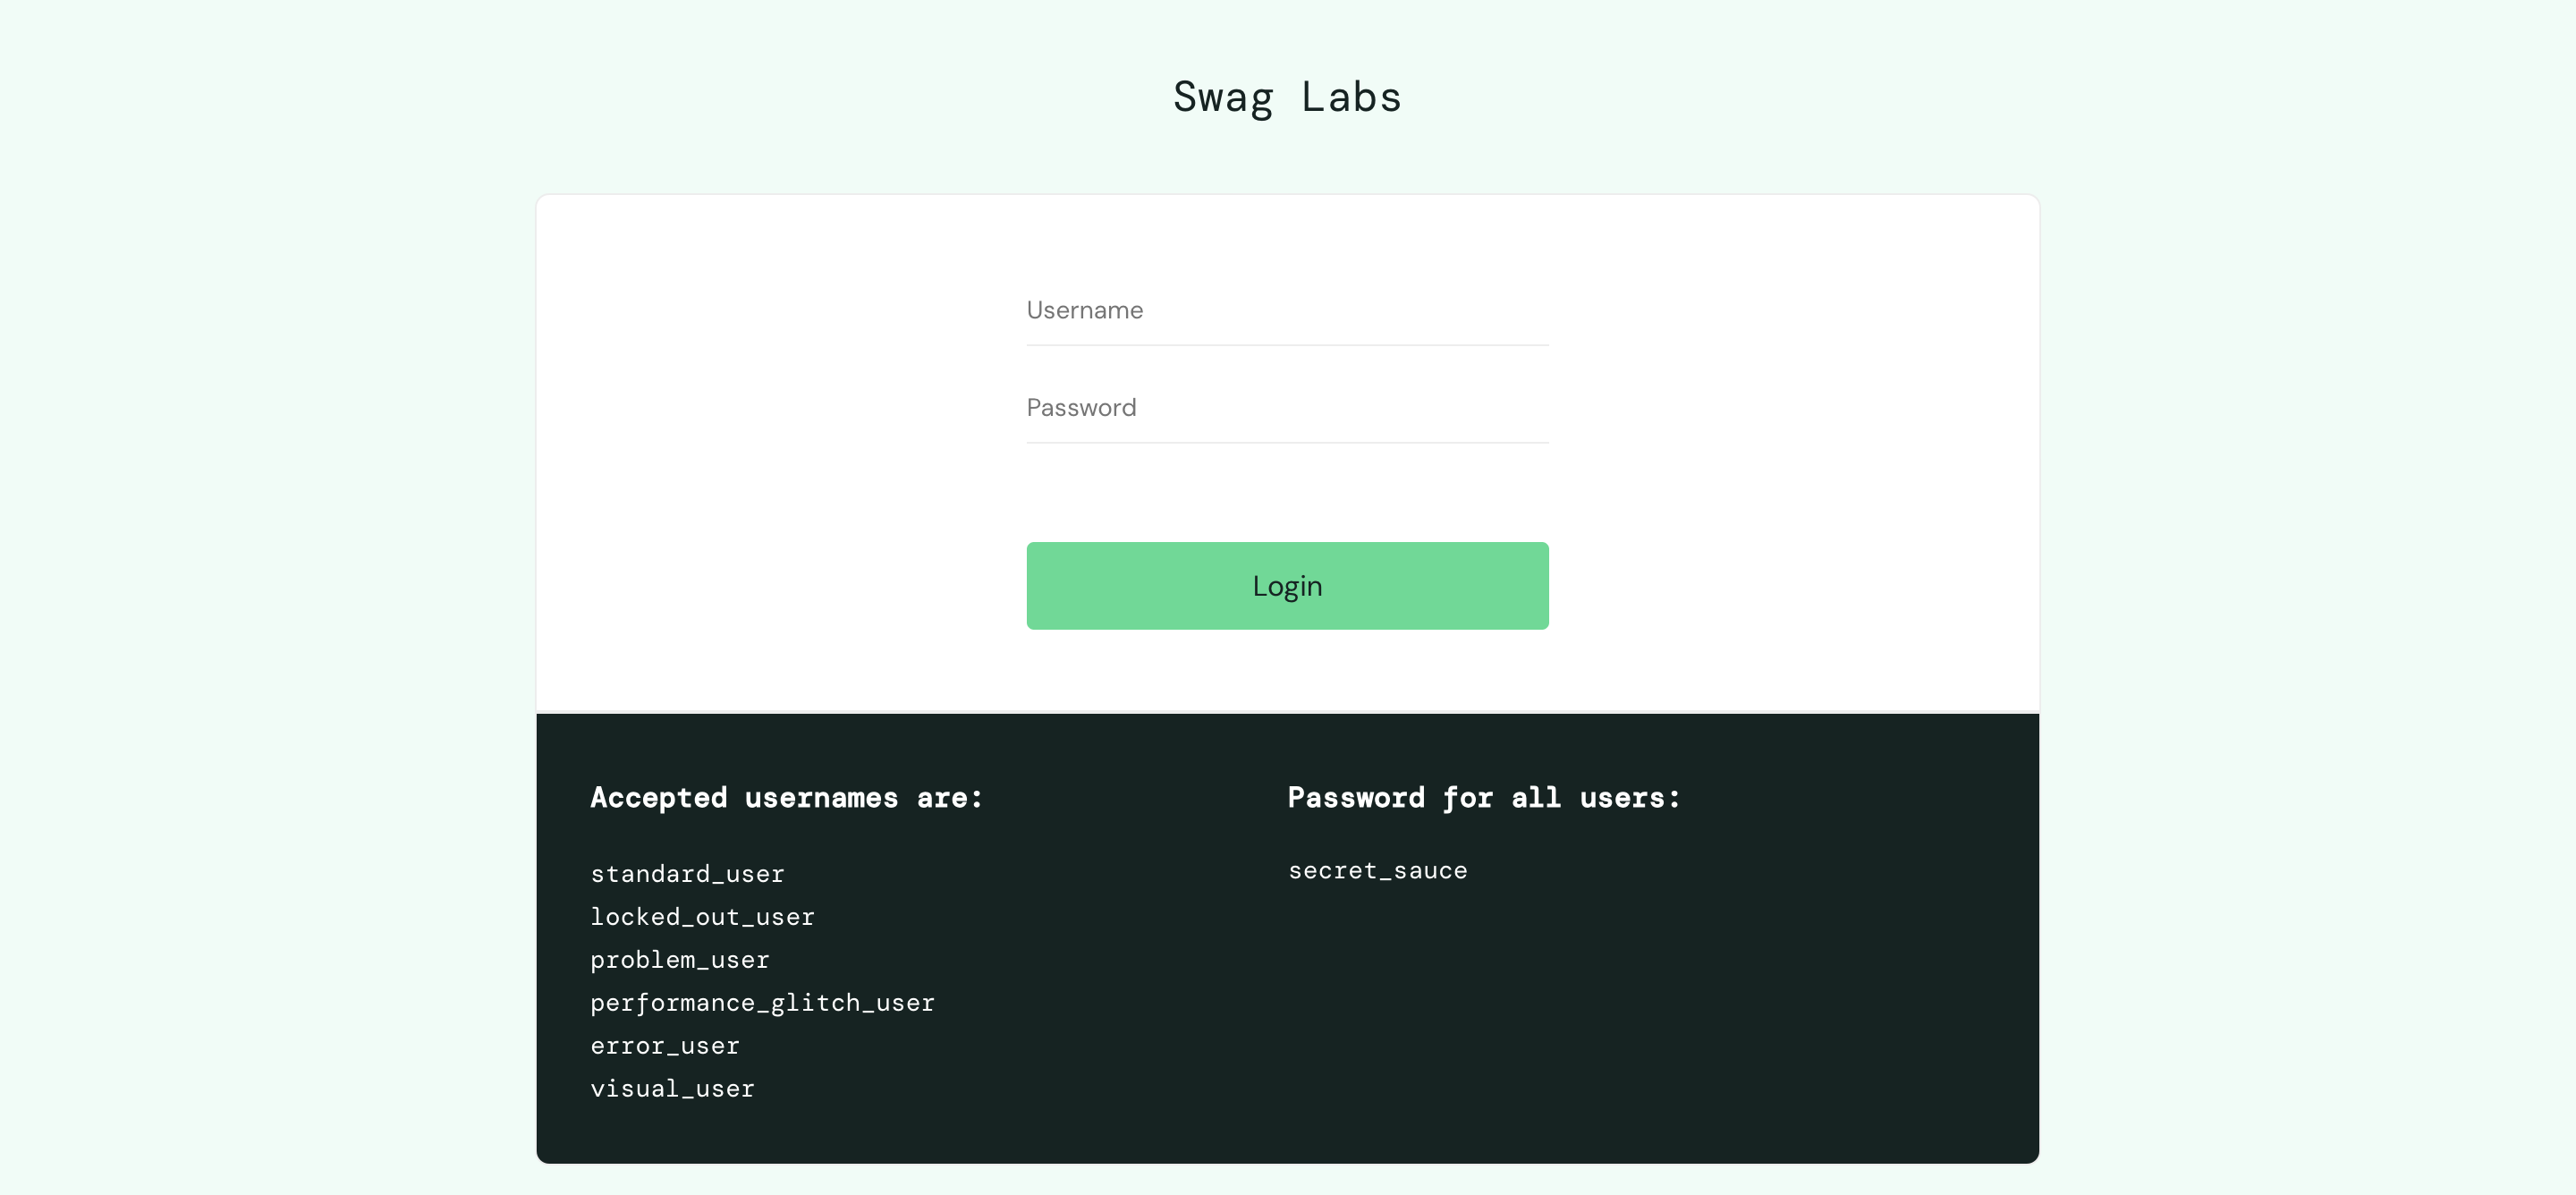 Swag Labs
Username
Password
Login
Accepted usernames are:
standard_user
locked_out_user
problem_user
performance_glitch_user
error_user
visual_user
Password for all users:
secret_sauce